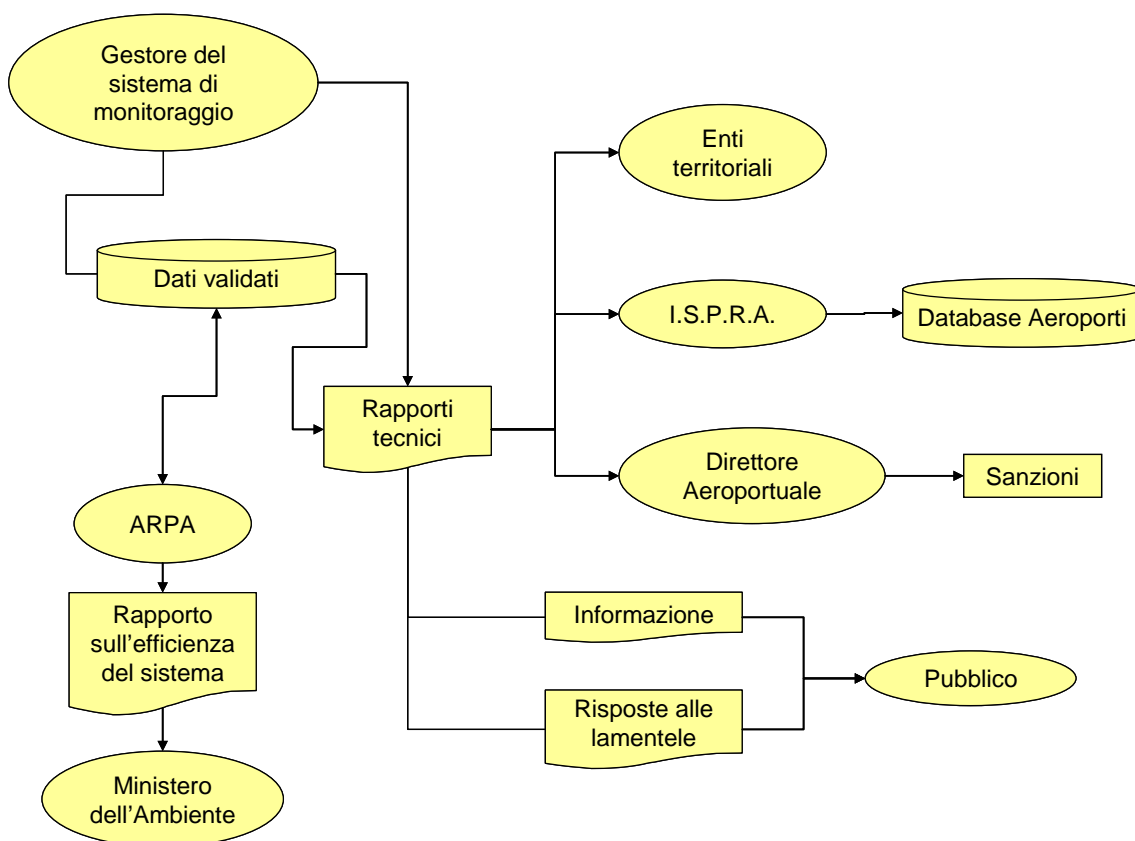 Gestore del
sistema di
monitoraggio
Enti
territoriali
Dati validati
I.S.P.R.A.
Database Aeroporti
Rapporti
tecnici
Direttore
Aeroportuale
Sanzioni
ARPA
Rapporto
sull'efficienza
del sistema
Informazione
Pubblico
Risposte alle
lamentele
Ministero
dell'Ambiente